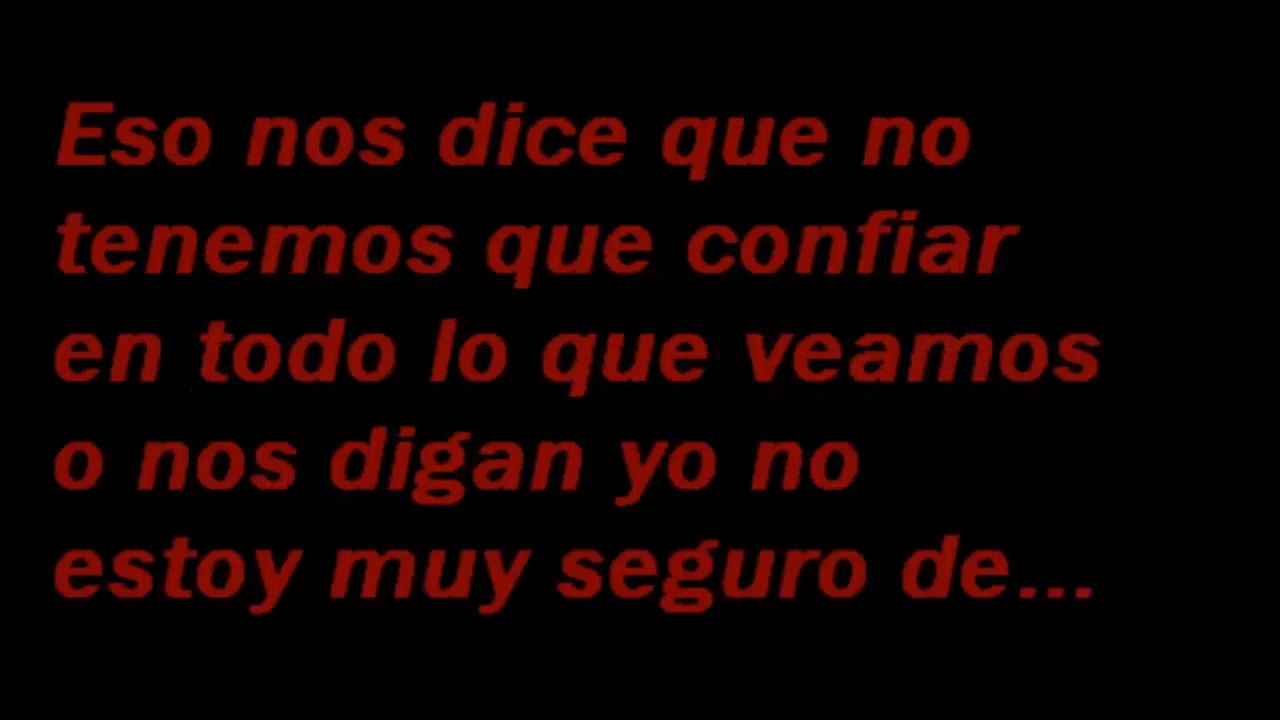 Eso nos dice que no
tenemos que confiar
en todo lo que veamos
o nos digan yo no
estoy muy seguro de...